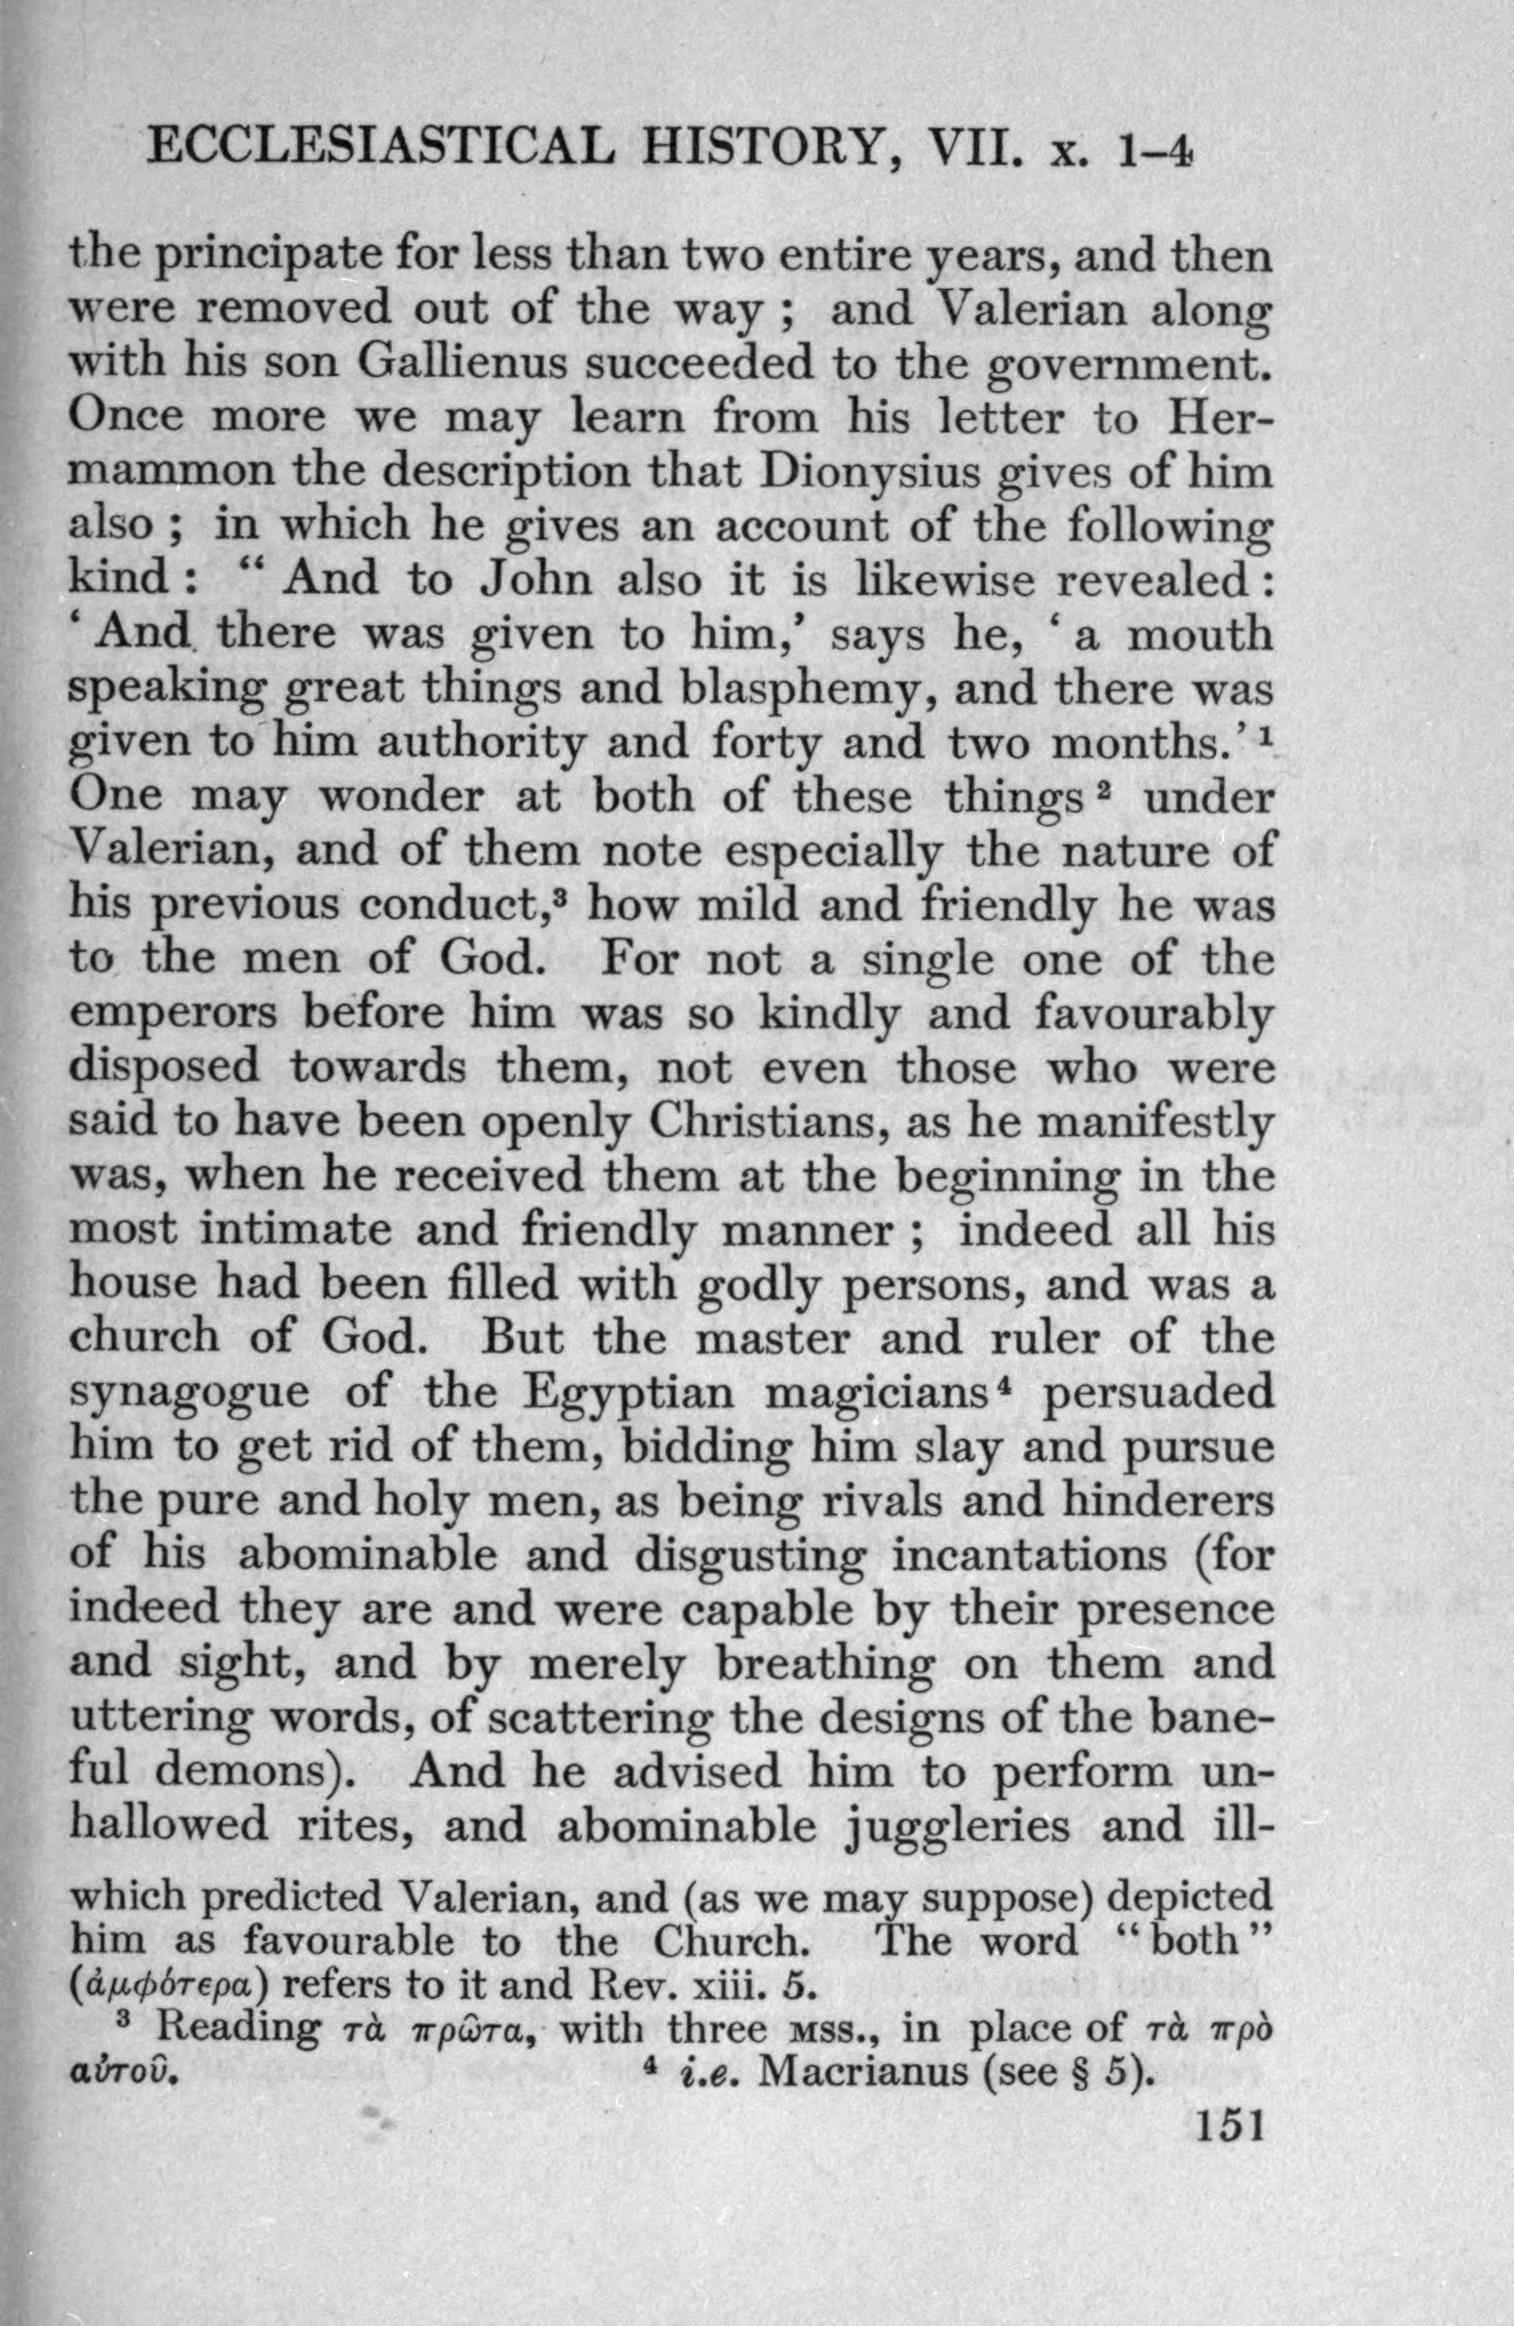 ECCLESIASTICAL HISTORY, VII. x. 1–4
the principate for less than two entire years, and then
were removed out of the way ; and Valerian along
with his son Gallienus succeeded to the government.
Once more we may learn from his letter to Her-
mammon the description that Dionysius gives of him
also ; in which he gives an account of the following
kind : “ And to John also it is likewise revealed :
‘ And there was given to him,’ says he, ‘ a mouth
speaking great things and blasphemy, and there was
given to him authority and forty and two months.’ ¹
One may wonder at both of these things ² under
Valerian, and of them note especially the nature of
his previous conduct,³ how mild and friendly he was
to the men of God. For not a single one of the
emperors before him was so kindly and favourably
disposed towards them, not even those who were
said to have been openly Christians, as he manifestly
was, when he received them at the beginning in the
most intimate and friendly manner ; indeed all his
house had been filled with godly persons, and was a
church of God. But the master and ruler of the
synagogue of the Egyptian magicians ⁴ persuaded
him to get rid of them, bidding him slay and pursue
the pure and holy men, as being rivals and hinderers
of his abominable and disgusting incantations (for
indeed they are and were capable by their presence
and sight, and by merely breathing on them and
uttering words, of scattering the designs of the bane-
ful demons). And he advised him to perform un-
hallowed rites, and abominable juggleries and ill-
which predicted Valerian, and (as we may suppose) depicted
him as favourable to the Church. The word “both”
(ἀμφότερα) refers to it and Rev. xiii. 5.
³ Reading τὰ πρῶτα, with three MSS., in place of τὰ πρὸ
αὐτοῦ. ⁴ i.e. Macrianus (see § 5).
151